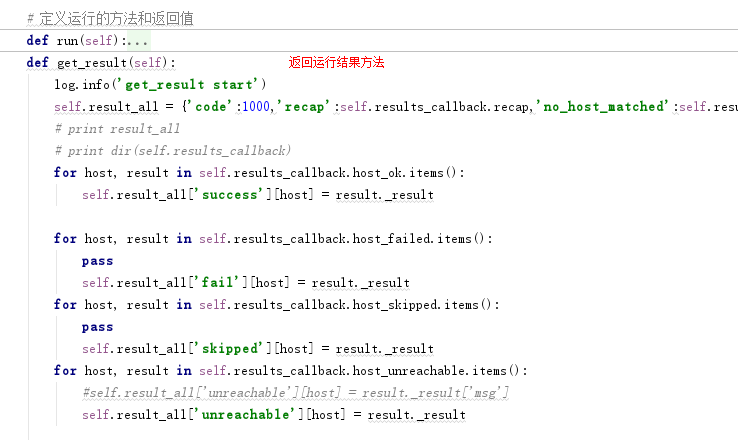 # 定义运行的方法和返回值
def run(self):...
def get_result(self): 返回运行结果方法
log.info('get_result start')
self.result_all = {'code':1000,'recap':self.results_callback.recap,'no_host_matched':self.resu
# print result_all
# print dir(self.results_callback)
for host, result in self.results_callback.host_ok.items():
self.result_all['success'][host] = result._result
for host, result in self.results_callback.host_failed.items():
pass
self.result_all['fail'][host] = result._result
for host, result in self.results_callback.host_skipped.items():
pass
self.result_all['skipped'][host] = result._result
for host, result in self.results_callback.host_unreachable.items():
#self.result_all['unreachable'][host] = result._result['msg']
self.result_all['unreachable'][host] = result._result